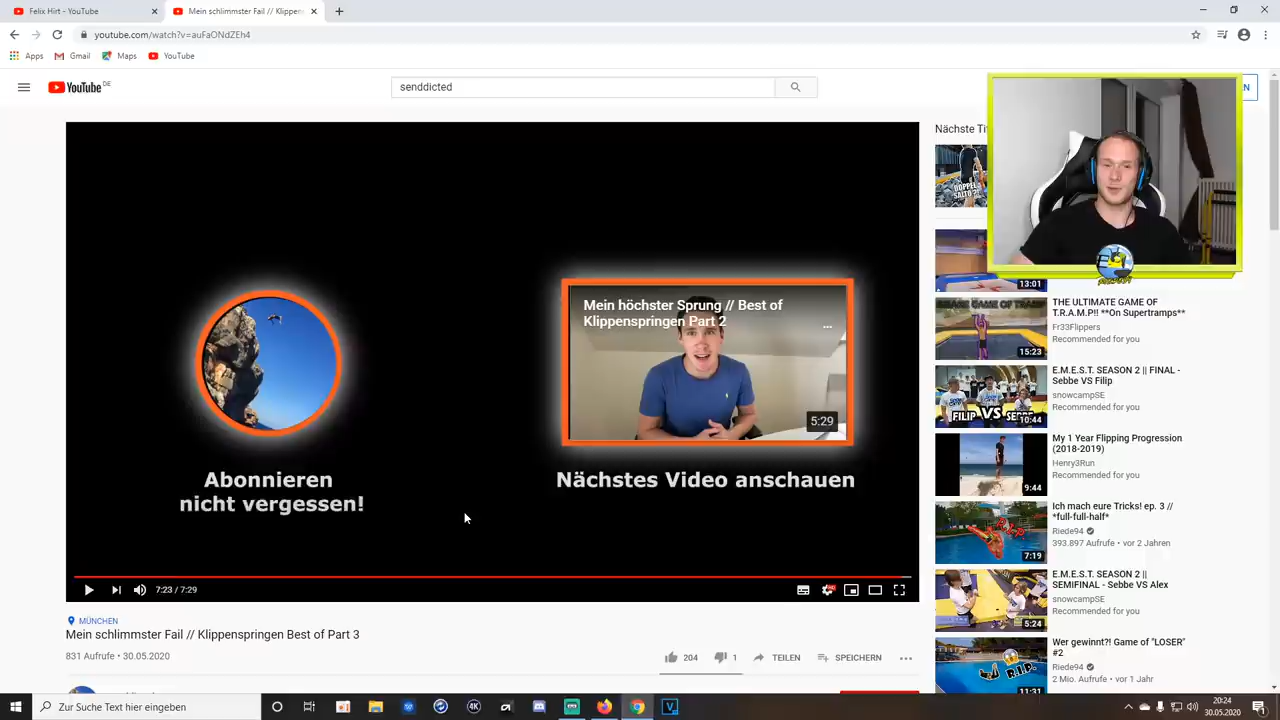 Felix Hirt - YouTube
Mein schlimmster Fail // Klippen
youtube.com/watch?v=auFaONdZEh4
Apps
Gmail
Maps
YouTube
YouTube DE
senddicted
N
Nächste
DOPPEL
SALTO?
13:01
Abonnieren
nicht vergessen!
Mein höchster Sprung // Best of
Klippenspringen Part 2
5:29
Nächstes Video anschauen
7:23 / 7:29
MÜNCHEN
Mein schlimmster Fail // Klippenspringen Best of Part 3
831 Aufrufe • 30.05.2020
204
1
TEILEN
SPEICHERN
THE ULTIMATE GAME OF
T.R.A.M.P!! **On Supertramps**
Fr33Flippers
Recommended for you
15:23
E.M.E.S.T. SEASON 2 || FINAL -
Sebbe VS Filip
snowcampSE
Recommended for you
FILIP VS SEBBE
10:44
My 1 Year Flipping Progression
(2018-2019)
Henry3Run
Recommended for you
9:44
Ich mach eure Tricks! ep. 3 //
*full-full-half*
Riede94
393.897 Aufrufe • vor 2 Jahren
R.I.P.
7:19
E.M.E.S.T. SEASON 2 ||
SEMIFINAL - Sebbe VS Alex
snowcampSE
Recommended for you
5:24
Wer gewinnt?! Game of "LOSER"
#2
Riede94
2 Mio. Aufrufe • vor 1 Jahr
R.I.P.
11:31
Zur Suche Text hier eingeben
4K
20:24
30.05.2020